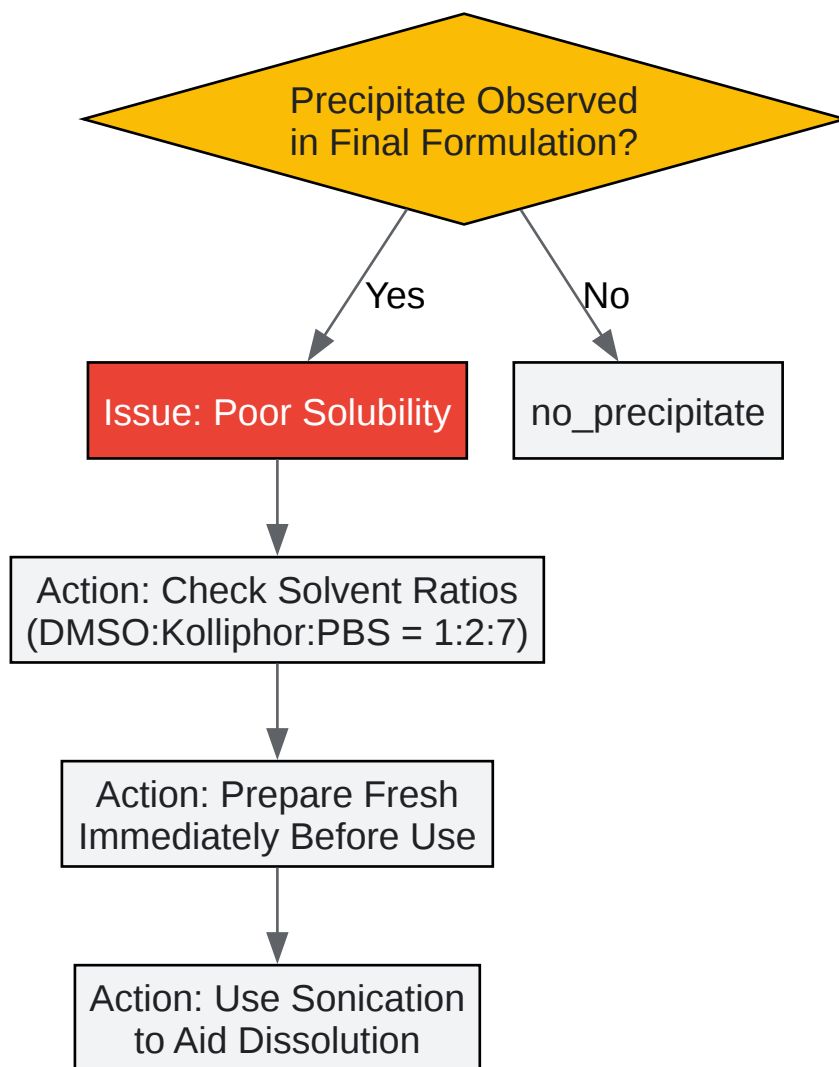 Precipitate Observed
in Final Formulation?
Yes
No
Issue: Poor Solubility
no_precipitate
Action: Check Solvent Ratios
(DMSO:Kolliphor:PBS = 1:2:7)
Action: Prepare Fresh
Immediately Before Use
Action: Use Sonication
to Aid Dissolution